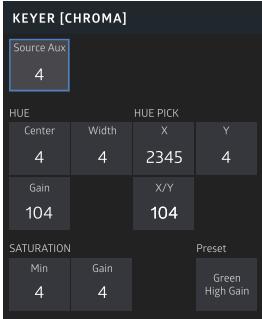 KEYER [CHROMA]
Source Aux
4
HUE HUE PICK
Center Width X Y
4 4 2345 4
Gain X/Y
104 104
SATURATION Preset
Min Gain Green
4 4 High Gain